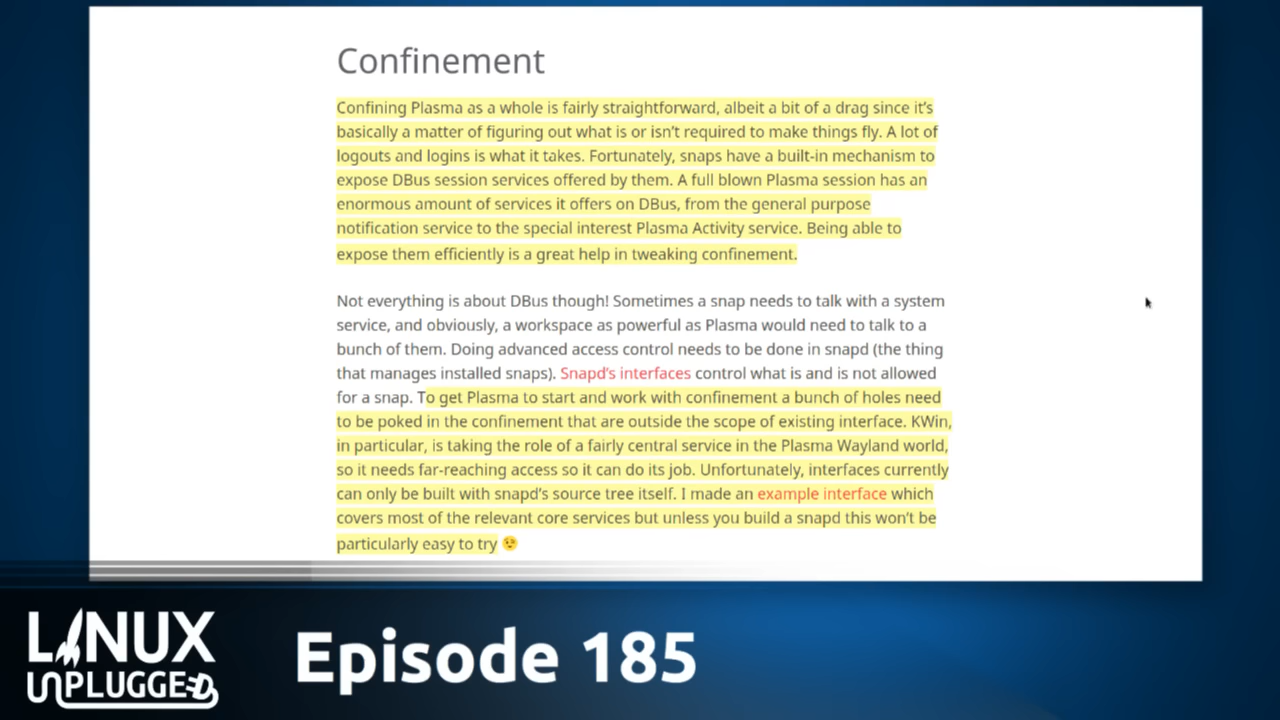 Confinement
Confining Plasma as a whole is fairly straightforward, albeit a bit of a drag since it’s
basically a matter of figuring out what is or isn’t required to make things fly. A lot of
logouts and logins is what it takes. Fortunately, snaps have a built-in mechanism to
expose DBus session services offered by them. A full blown Plasma session has an
enormous amount of services it offers on DBus, from the general purpose
notification service to the special interest Plasma Activity service. Being able to
expose them efficiently is a great help in tweaking confinement.
Not everything is about DBus though! Sometimes a snap needs to talk with a system
service, and obviously, a workspace as powerful as Plasma would need to talk to a
bunch of them. Doing advanced access control needs to be done in snapd (the thing
that manages installed snaps). Snapd’s interfaces control what is and is not allowed
for a snap. To get Plasma to start and work with confinement a bunch of holes need
to be poked in the confinement that are outside the scope of existing interface. KWin,
in particular, is taking the role of a fairly central service in the Plasma Wayland world,
so it needs far-reaching access so it can do its job. Unfortunately, interfaces currently
can only be built with snapd’s source tree itself. I made an example interface which
covers most of the relevant core services but unless you build a snapd this won’t be
particularly easy to try 😉
LINUX
UNPLUGGED
Episode 185